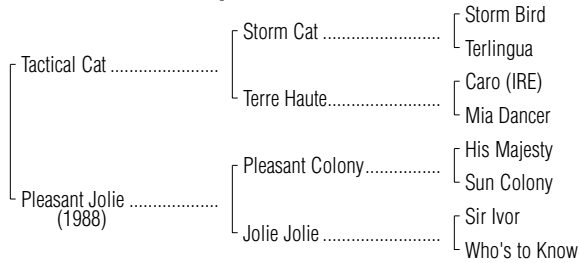 Storm Bird
Storm Cat ........................
Terlingua
Tactical Cat ......................
Caro (IRE)
Terre Haute.......................
Mia Dancer
His Majesty
Pleasant Colony...............
Sun Colony
Pleasant Jolie ..................
(1988)
Sir Ivor
Jolie Jolie ........................
Who's to Know